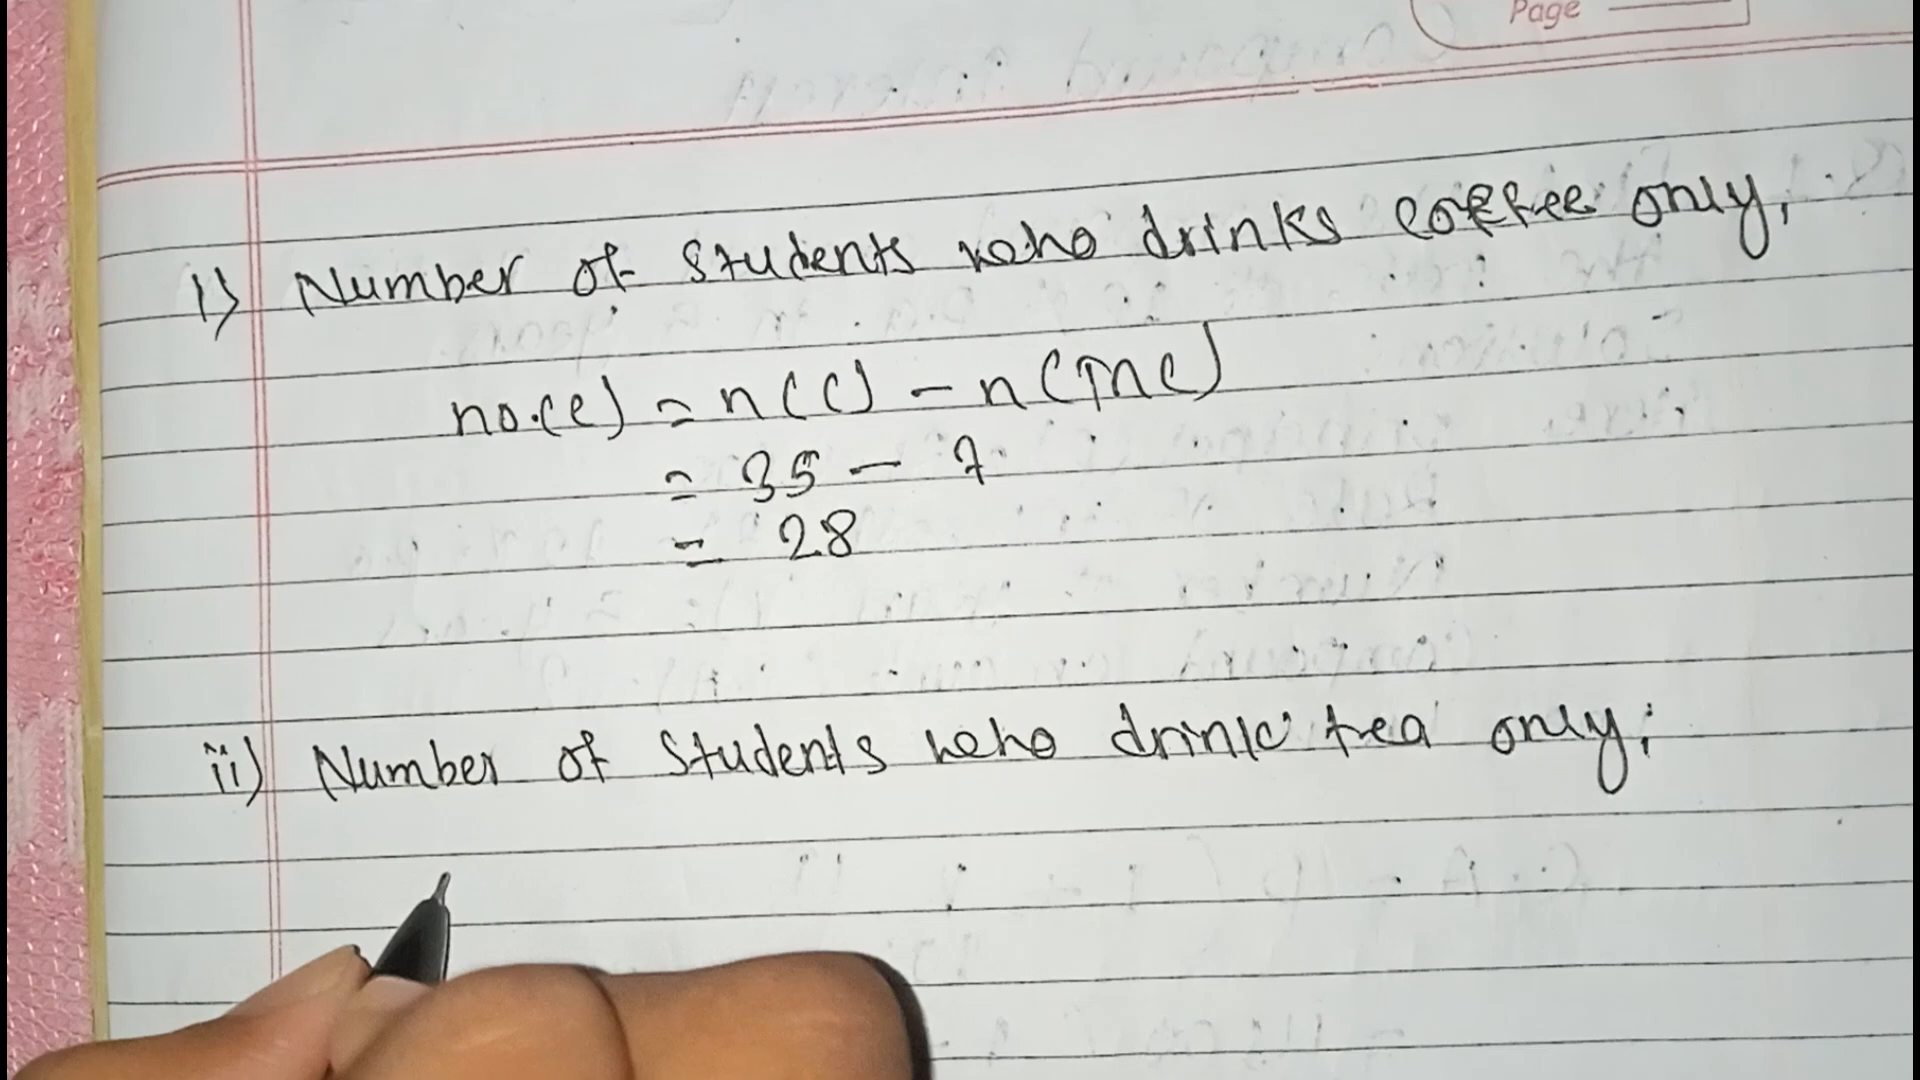 Page
i) Number of students who drinks coffee only,
no.(c) = n(c) - n(T∩C)
= 35 - 7
= 28
ii) Number of students who drink tea only;